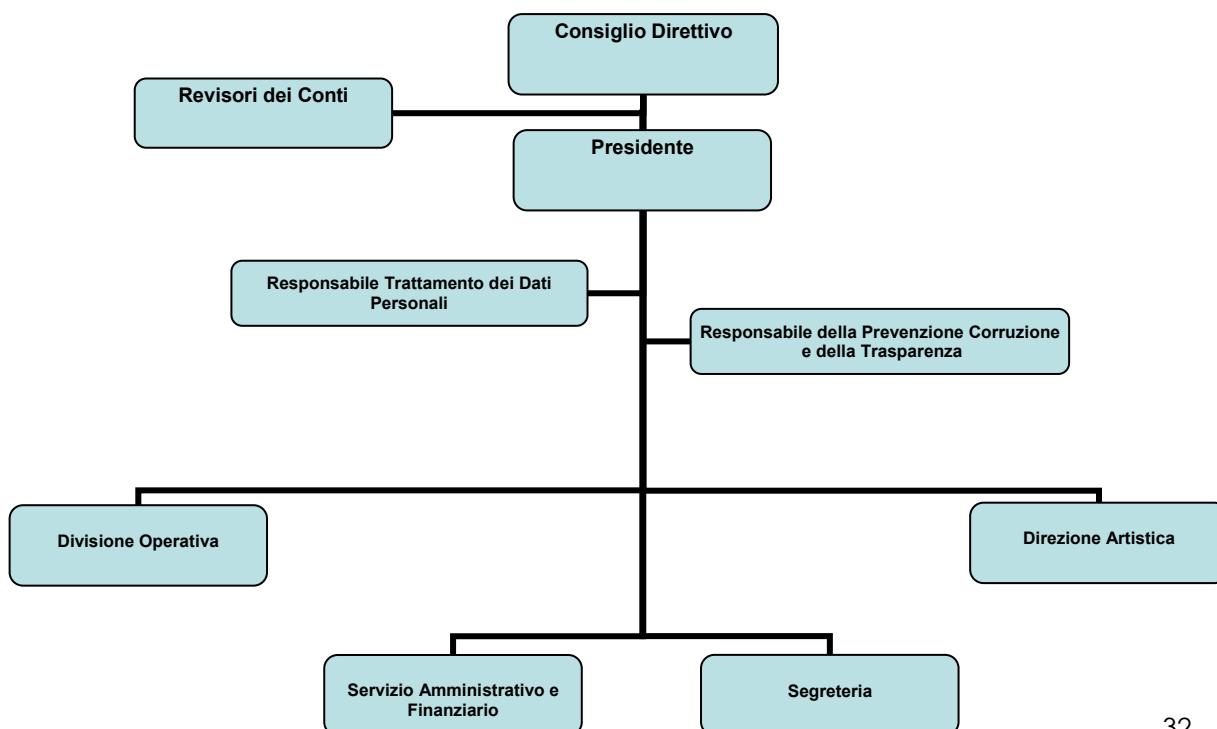 Consiglio Direttivo
Revisori dei Conti
Presidente
Responsabile Trattamento dei Dati
Personali
Responsabile della Prevenzione Corruzione
e della Trasparenza
Divisione Operativa
Direzione Artistica
Servizio Amministrativo e
Finanziario
Segreteria
32